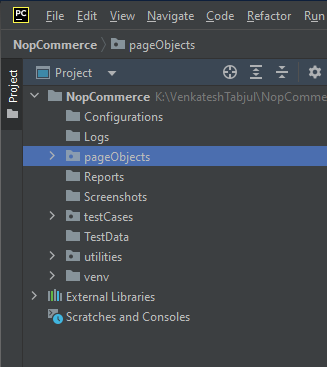 PC File Edit View Navigate Code Refactor Run
NopCommerce pageObjects
Project Project
NopCommerce K:\VenkateshTabjul\NopComme
Configurations
Logs
pageObjects
Reports
Screenshots
testCases
TestData
utilities
venv
External Libraries
Scratches and Consoles